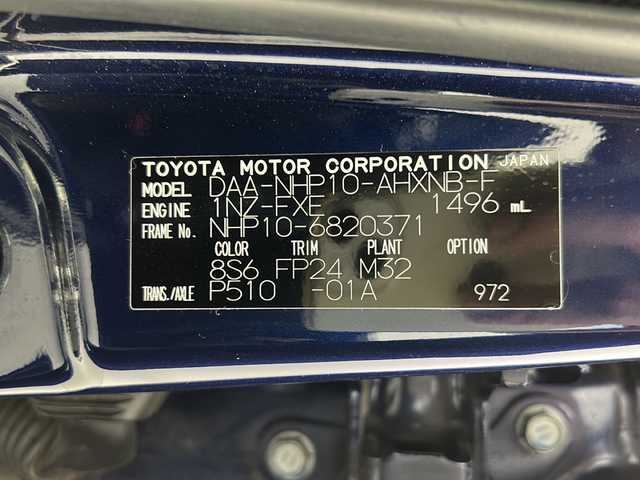 TOYOTA MOTOR CORPORATION JAPAN
MODEL DAA-NHP10-AHXNB-F
ENGINE 1NZ-FXE 1496 mL
FRAME No. NHP10-6820371
COLOR TRIM PLANT OPTION
8S6 FP24 M32
TRANS./AXLE P510 -01A 972